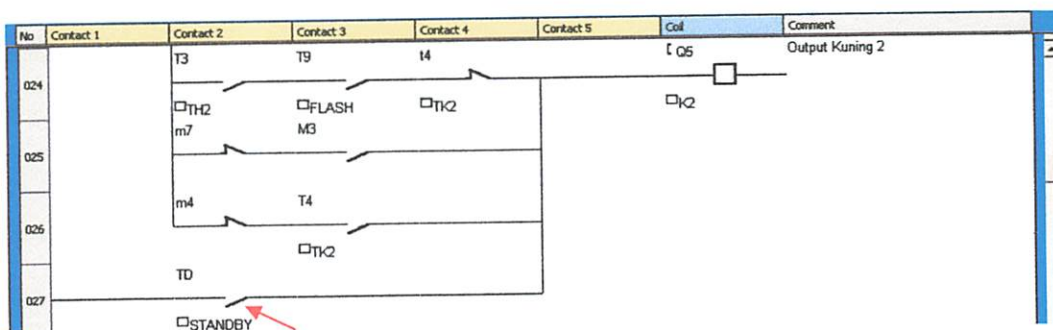 No Contact 1 Contact 2 Contact 3 Contact 4 Contact 5 Coil Comment
T3 T9 t4 [ Q5 Output Kuning 2
024
TH2 FLASH TK2 K2
m7 M3
025
m4 T4
026
TK2
TD
027
STANDBY